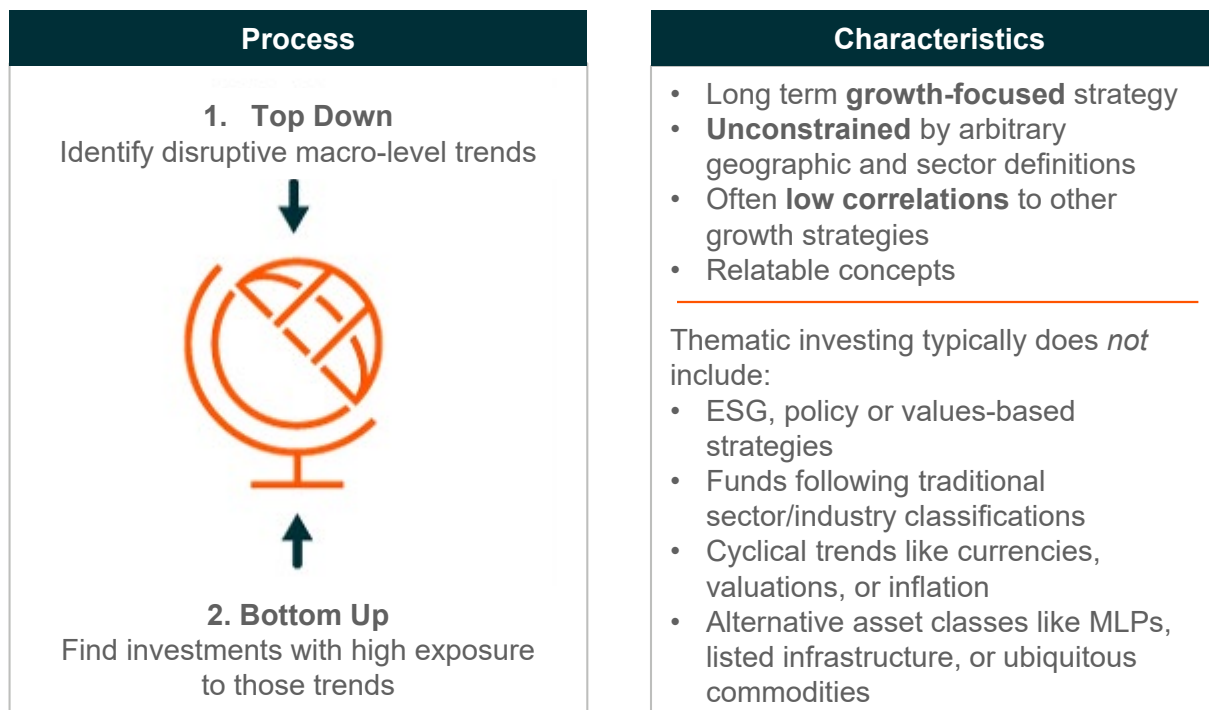 Process
1. Top Down
Identify disruptive macro-level trends
2. Bottom Up
Find investments with high exposure
to those trends
Characteristics
• Long term growth-focused strategy
• Unconstrained by arbitrary
geographic and sector definitions
• Often low correlations to other
growth strategies
• Relatable concepts
Thematic investing typically does not
include:
• ESG, policy or values-based
strategies
• Funds following traditional
sector/industry classifications
• Cyclical trends like currencies,
valuations, or inflation
• Alternative asset classes like MLPs,
listed infrastructure, or ubiquitous
commodities